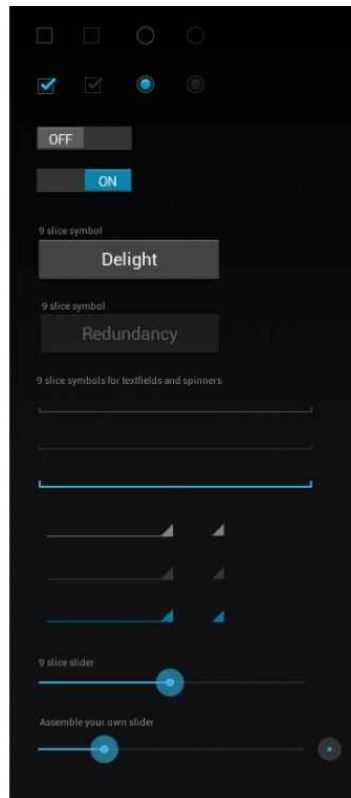 OFF
ON
9 slice symbol
Delight
9 slice symbol
Redundancy
9 slice symbols for textfields and spinners
9 slice slider
Assemble your own slider